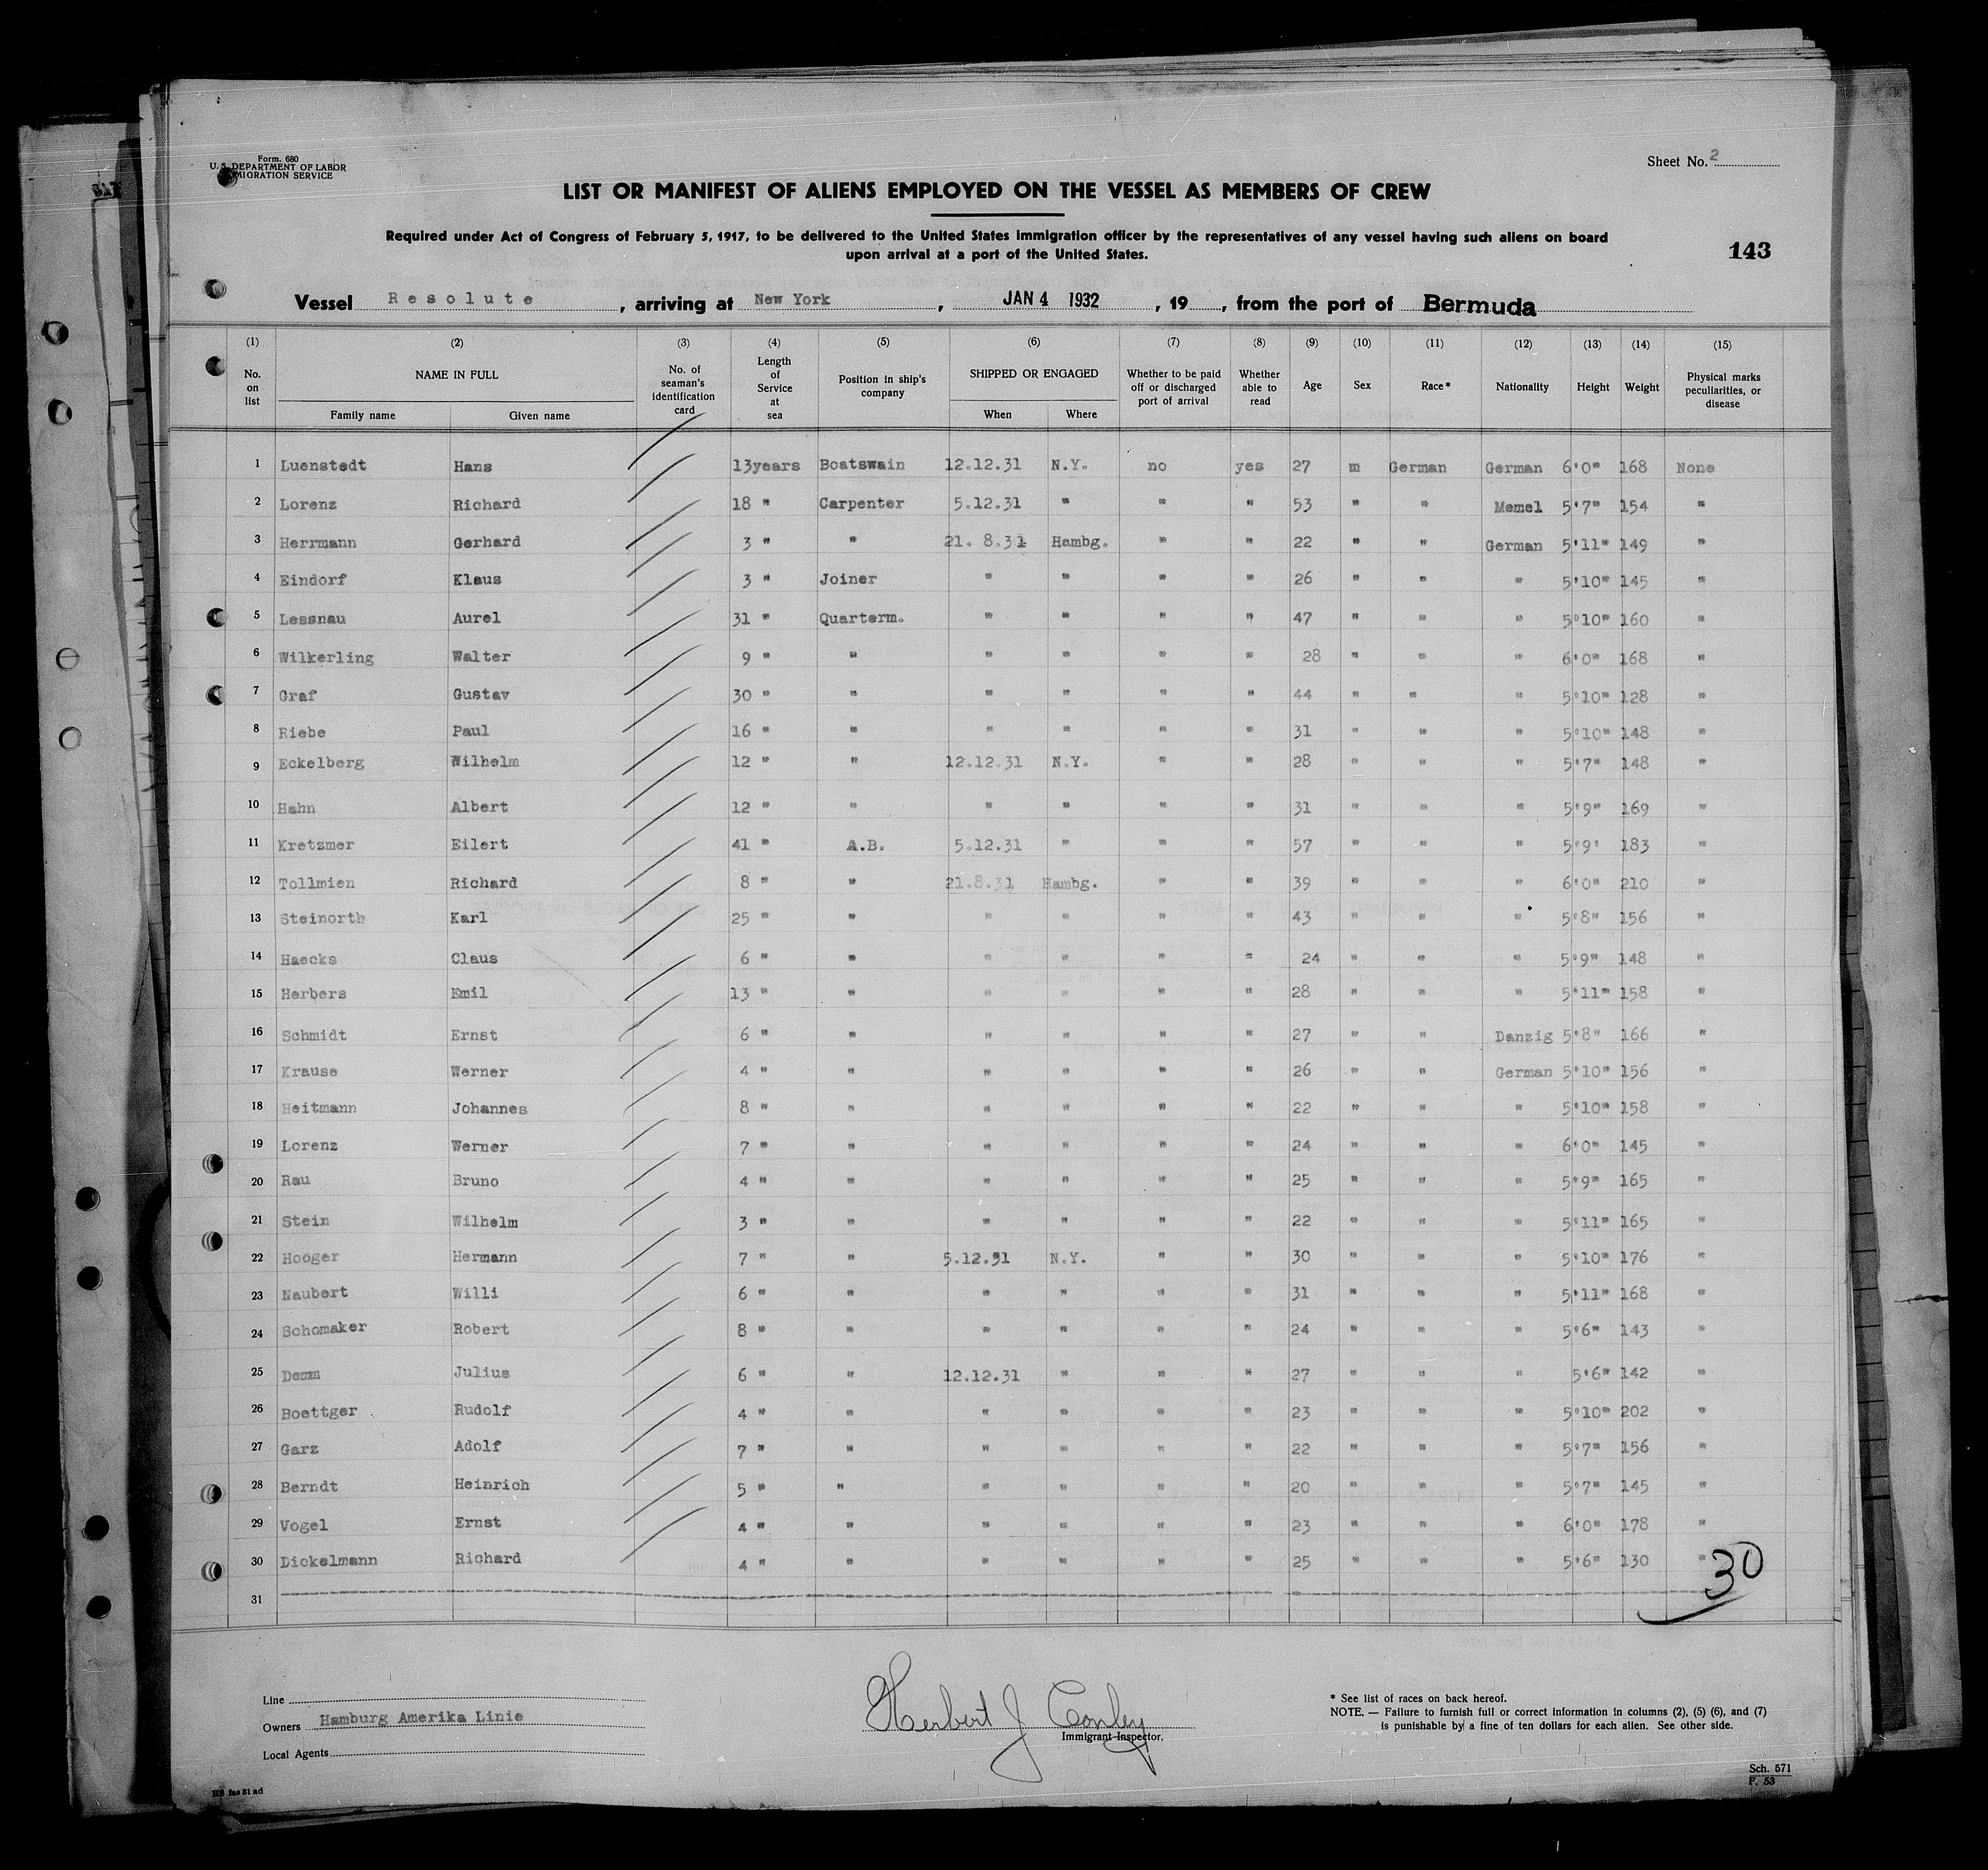 Form. 680
U. S. DEPARTMENT OF LABOR
MIGRATION SERVICE
Sheet No. 2
LIST OR MANIFEST OF ALIENS EMPLOYED ON THE VESSEL AS MEMBERS OF CREW
Required under Act of Congress of February 5, 1917, to be delivered to the United States immigration officer by the representatives of any vessel having such aliens on board
upon arrival at a port of the United States.
143
Vessel Resolute, arriving at New York, JAN 4 1932, 19 , from the port of Bermuda
(1) (2) (3) (4) (5) (6) (7) (8) (9) (10) (11) (12) (13) (14) (15)
No. on list NAME IN FULL Family name Given name No. of seaman's identification card Length of Service at sea Position in ship's company SHIPPED OR ENGAGED When Where Whether to be paid off or discharged port of arrival Whether able to read Age Sex Race* Nationality Height Weight Physical marks peculiarities, or disease
1 Luenstedt Hans 13years Boatswain 12.12.31 N.Y. no yes 27 m German German 6'0" 168 None
2 Lorenz Richard 18 " Carpenter 5.12.31 " " " 53 " " Memel 5'7" 154 "
3 Herrmann Gerhard 3 " " 21. 8.31 Hambg. " " 22 " " German 5'11" 149 "
4 Eindorf Klaus 3 " Joiner " " " " 26 " " " 5'10" 145 "
5 Lessnau Aurel 31 " Quarterm. " " " " 47 " " " 5'10" 160 "
6 Wilkerling Walter 9 " " " " " " 28 " " " 6'0" 168 "
7 Graf Gustav 30 " " " " " " 44 " " " 5'10" 128 "
8 Riebe Paul 16 " " " " " " 31 " " " 5'10" 148 "
9 Eckelberg Wilhelm 12 " " 12.12.31 N.Y. " " 28 " " " 5'7" 148 "
10 Hahn Albert 12 " " " " " " 31 " " " 5'9" 169 "
11 Kretzmer Eilert 41 " A.B. 5.12.31 " " " 57 " " " 5'9' 183 "
12 Tollmien Richard 8 " " 21.8.31 Hambg. " " 39 " " " 6'0" 210 "
13 Steinorth Karl 25 " " " " " " 43 " " " 5'8" 156 "
14 Haecks Claus 6 " " " " " " 24 " " " 5'9" 148 "
15 Herbers Emil 13 " " " " " " 28 " " " 5'11" 158 "
16 Schmidt Ernst 6 " " " " " " 27 " " Danzig 5'8" 166 "
17 Krause Werner 4 " " " " " " 26 " " German 5'10" 156 "
18 Heitmann Johannes 8 " " " " " " 22 " " " 5'10" 158 "
19 Lorenz Werner 7 " " " " " " 24 " " " 6'0" 145 "
20 Rau Bruno 4 " " " " " " 25 " " " 5'9" 165 "
21 Stein Wilhelm 3 " " " " " " 22 " " " 5'11" 165 "
22 Hooger Hermann 7 " " 5.12.31 N.Y. " " 30 " " " 5'10" 176 "
23 Naubert Willi 6 " " " " " " 31 " " " 5'11" 168 "
24 Schomaker Robert 8 " " " " " " 24 " " " 5'6" 143 "
25 Demm Julius 6 " " 12.12.31 " " " 27 " " " 5'6" 142 "
26 Boettger Rudolf 4 " " " " " " 23 " " " 5'10" 202 "
27 Garz Adolf 7 " " " " " " 22 " " " 5'7" 156 "
28 Berndt Heinrich 5 " " " " " " 20 " " " 5'7" 145 "
29 Vogel Ernst 4 " " " " " " 23 " " " 6'0" 178 "
30 Dickelmann Richard 4 " " " " " " 25 " " " 5'6" 130 "
30
31
Line
Owners Hamburg Amerika Linie
Local Agents
Herbert J Conley
Immigrant Inspector.
* See list of races on back hereof.
NOTE. — Failure to furnish full or correct information in columns (2), (5) (6), and (7)
is punishable by a fine of ten dollars for each alien. See other side.
Sch. 571
F. 53